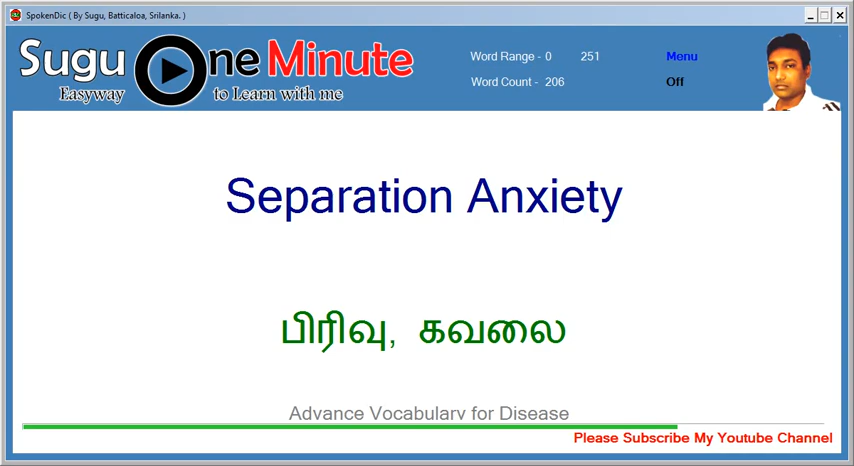 SpokenDic ( By Sugu, Batticaloa, Srilanka. )
Sugu One Minute
Easyway to Learn with me
Word Range - 0 251
Menu
Word Count - 206
Off
Separation Anxiety
பிரிவு, கவலை
Advance Vocabulary for Disease
Please Subscribe My Youtube Channel